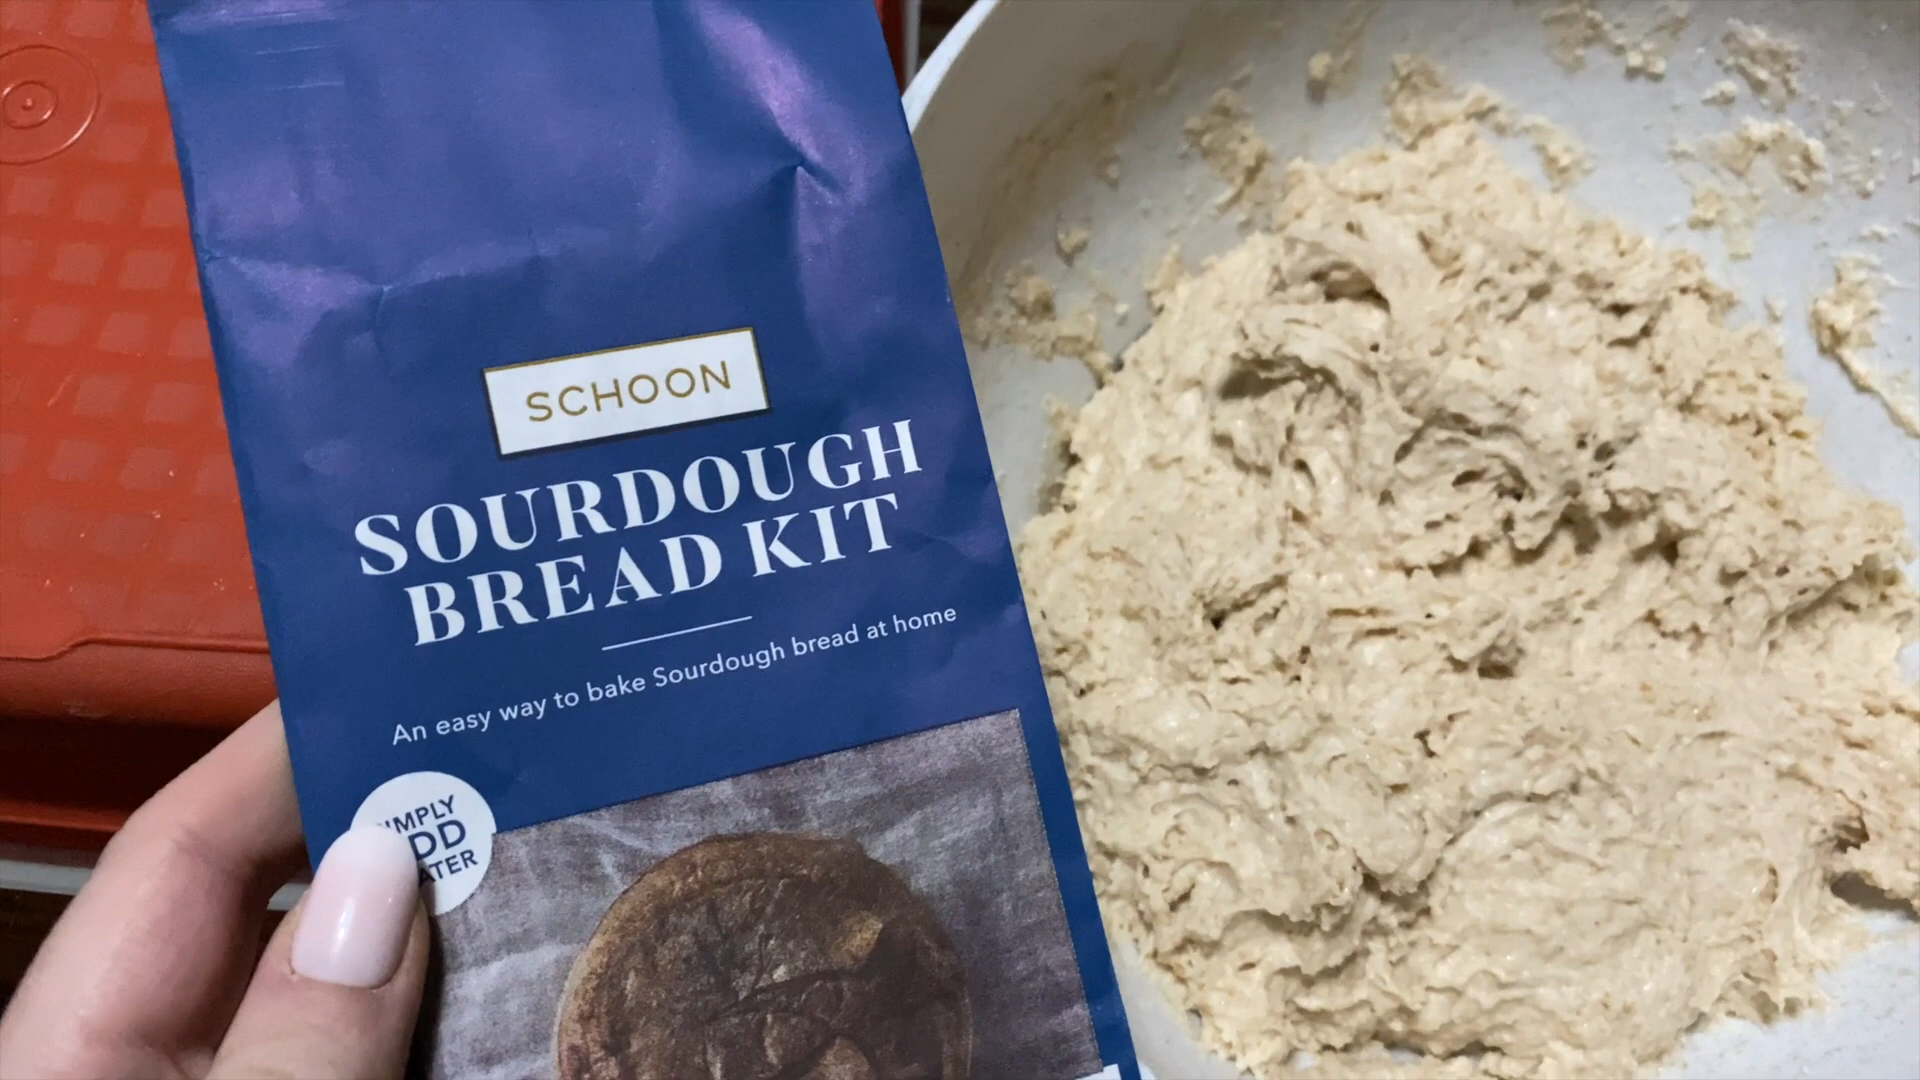 SCHOON
SOURDOUGH
BREAD KIT
An easy way to bake Sourdough bread at home